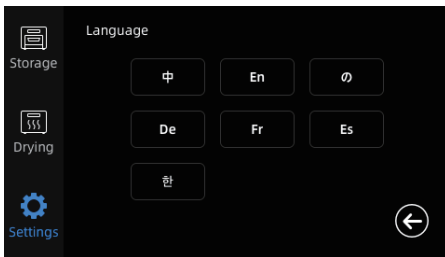 Language
Storage
中 En の
Drying
De Fr Es
한
Settings